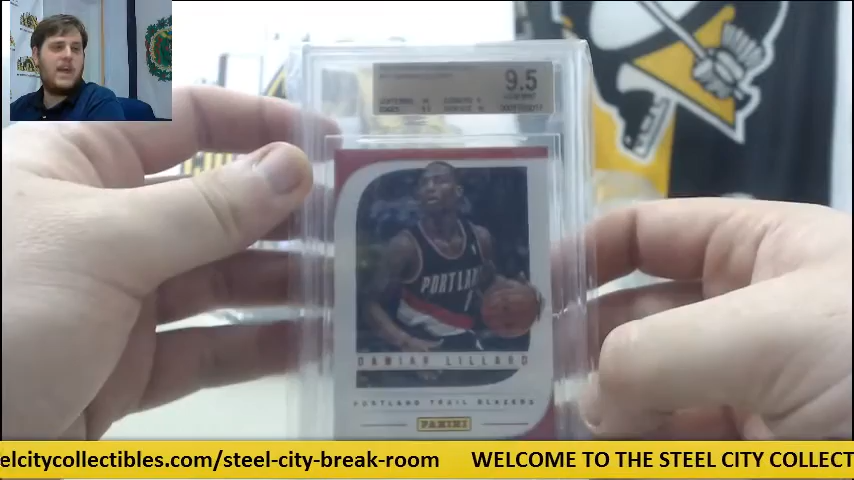 9.5
PORTLAN
DAMIAN LILLARD
PORTLAND TRAIL BLAZERS
PANINI
elcitycollectibles.com/steel-city-break-room WELCOME TO THE STEEL CITY COLLECT